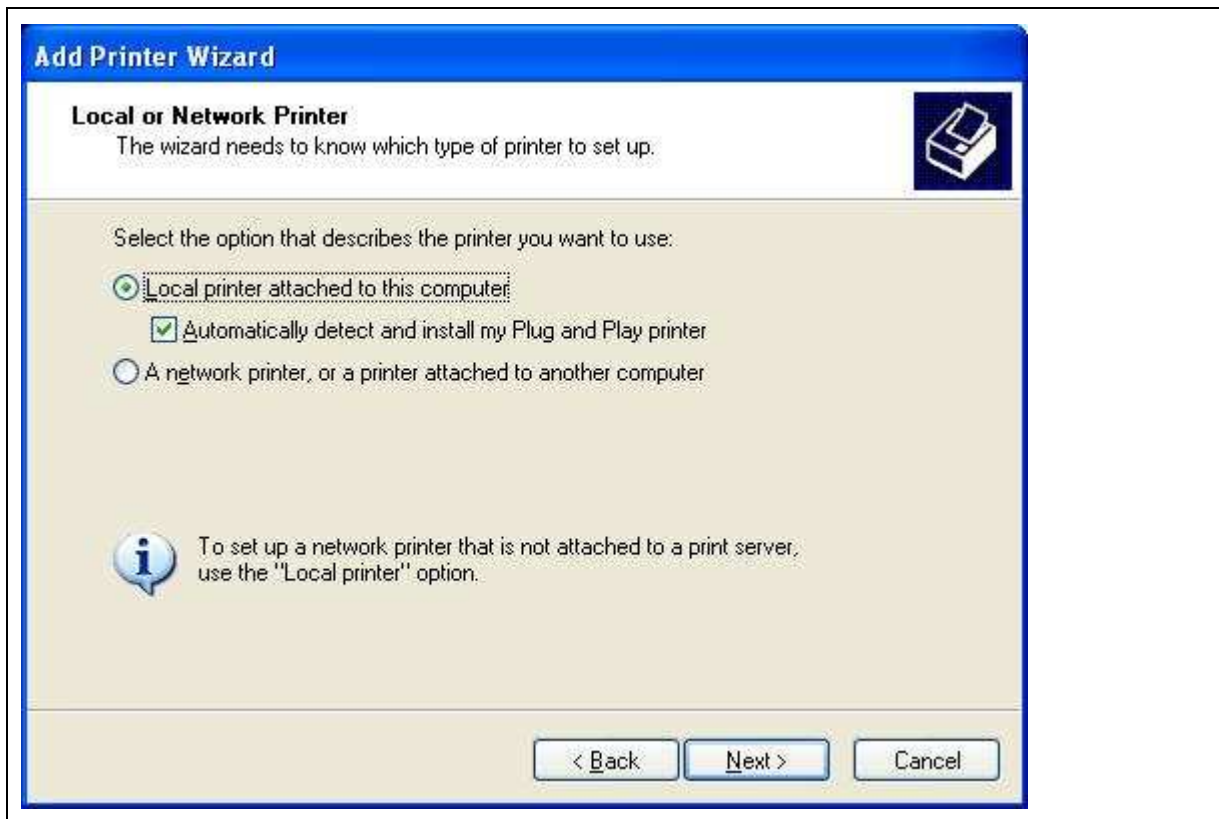 Add Printer Wizard
Local or Network Printer
The wizard needs to know which type of printer to set up.
Select the option that describes the printer you want to use:
Local printer attached to this computer
Automatically detect and install my Plug and Play printer
A network printer, or a printer attached to another computer
To set up a network printer that is not attached to a print server,
use the "Local printer" option.
< Back Next > Cancel